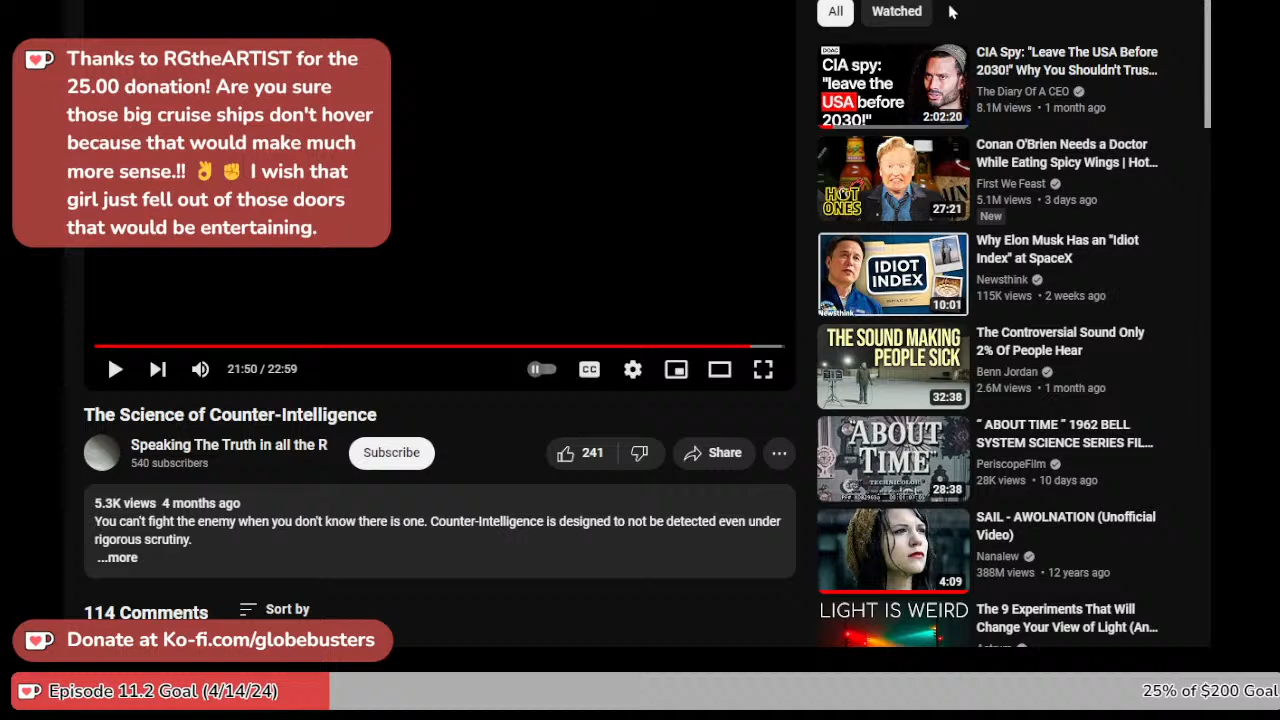 Thanks to RGtheARTIST for the
25.00 donation! Are you sure
those big cruise ships don't hover
because that would make much
more sense.!! 👌 ✊ I wish that
girl just fell out of those doors
that would be entertaining.
21:50 / 22:59
CC
The Science of Counter-Intelligence
Speaking The Truth in all the R
540 subscribers
Subscribe
241
Share
5.3K views 4 months ago
You can't fight the enemy when you don't know there is one. Counter-Intelligence is designed to not be detected even under
rigorous scrutiny.
...more
114 Comments
Sort by
Donate at Ko-fi.com/globebusters
Episode 11.2 Goal (4/14/24)
25% of $200 Goal
All
Watched
DOAC
CIA spy:
"leave the
USA before
2030!"
2:02:20
CIA Spy: "Leave The USA Before
2030!" Why You Shouldn't Trus...
The Diary Of A CEO
8.1M views • 1 month ago
HOT
ONES
27:21
Conan O'Brien Needs a Doctor
While Eating Spicy Wings | Hot...
First We Feast
5.1M views • 3 days ago
New
IDIOT
INDEX
Newsthink
10:01
Why Elon Musk Has an "Idiot
Index" at SpaceX
Newsthink
115K views • 2 weeks ago
THE SOUND MAKING
PEOPLE SICK
32:38
The Controversial Sound Only
2% Of People Hear
Benn Jordan
2.6M views • 1 month ago
"ABOUT
TIME"
TECHNICOLOR
28:38
" ABOUT TIME " 1962 BELL
SYSTEM SCIENCE SERIES FIL...
PeriscopeFilm
28K views • 10 days ago
4:09
SAIL - AWOLNATION (Unofficial
Video)
Nanalew
388M views • 12 years ago
LIGHT IS WEIRD
The 9 Experiments That Will
Change Your View of Light (An...